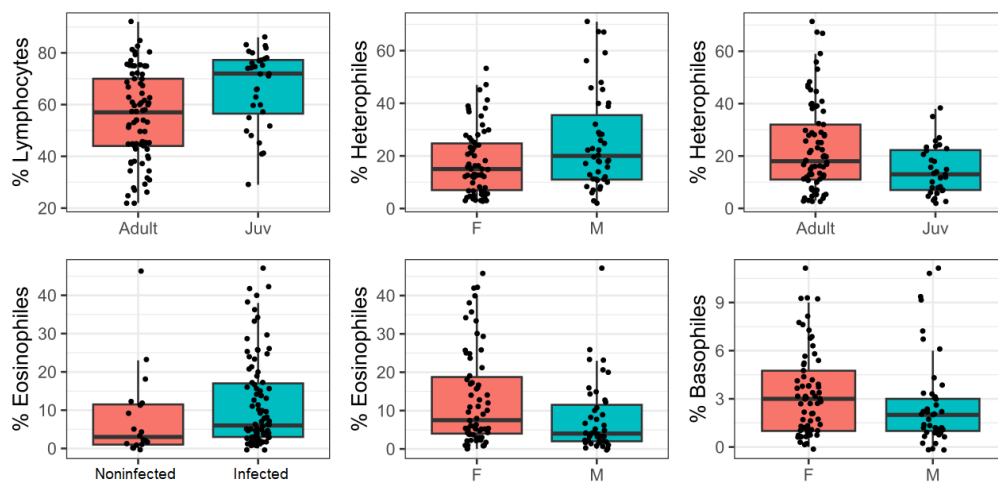 % Lymphocytes
80
60
40
20
Adult Juv
% Heterophiles
60
40
20
0
F M
% Heterophiles
60
40
20
0
Adult Juv
% Eosinophiles
40
30
20
10
0
Noninfected Infected
% Eosinophiles
40
30
20
10
0
F M
% Basophiles
9
6
3
0
F M